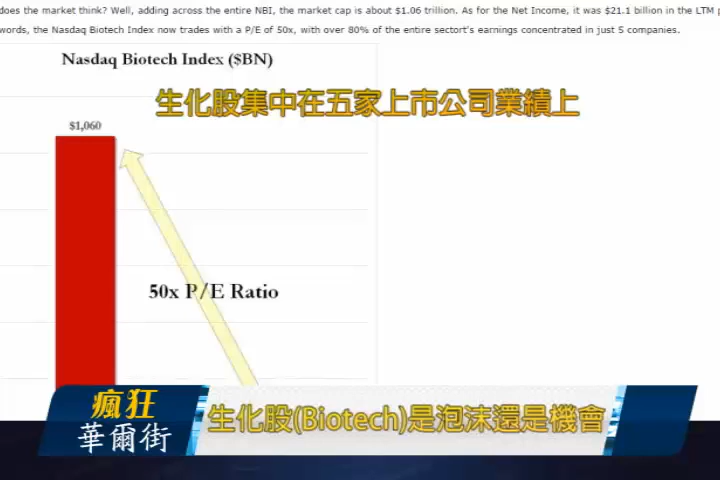 does the market think? Well, adding across the entire NBI, the market cap is about $1.06 trillion. As for the Net Income, it was $21.1 billion in the LTM
words, the Nasdaq Biotech Index now trades with a P/E of 50x, with over 80% of the entire sectort's earnings concentrated in just 5 companies.
Nasdaq Biotech Index ($BN)
生化股集中在五家上市公司業績上
$1,060
50x P/E Ratio
瘋狂
華爾街
生化股(Biotech)是泡沫還是機會